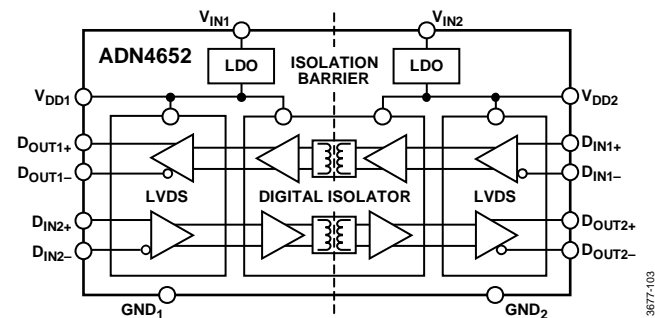 VIN1
VIN2
ADN4652
LDO
ISOLATION
BARRIER
LDO
VDD1
VDD2
DOUT1+
DIN1+
DOUT1–
DIN1–
LVDS
DIGITAL ISOLATOR
LVDS
DIN2+
DOUT2+
DIN2–
DOUT2–
GND1
GND2
3677-103